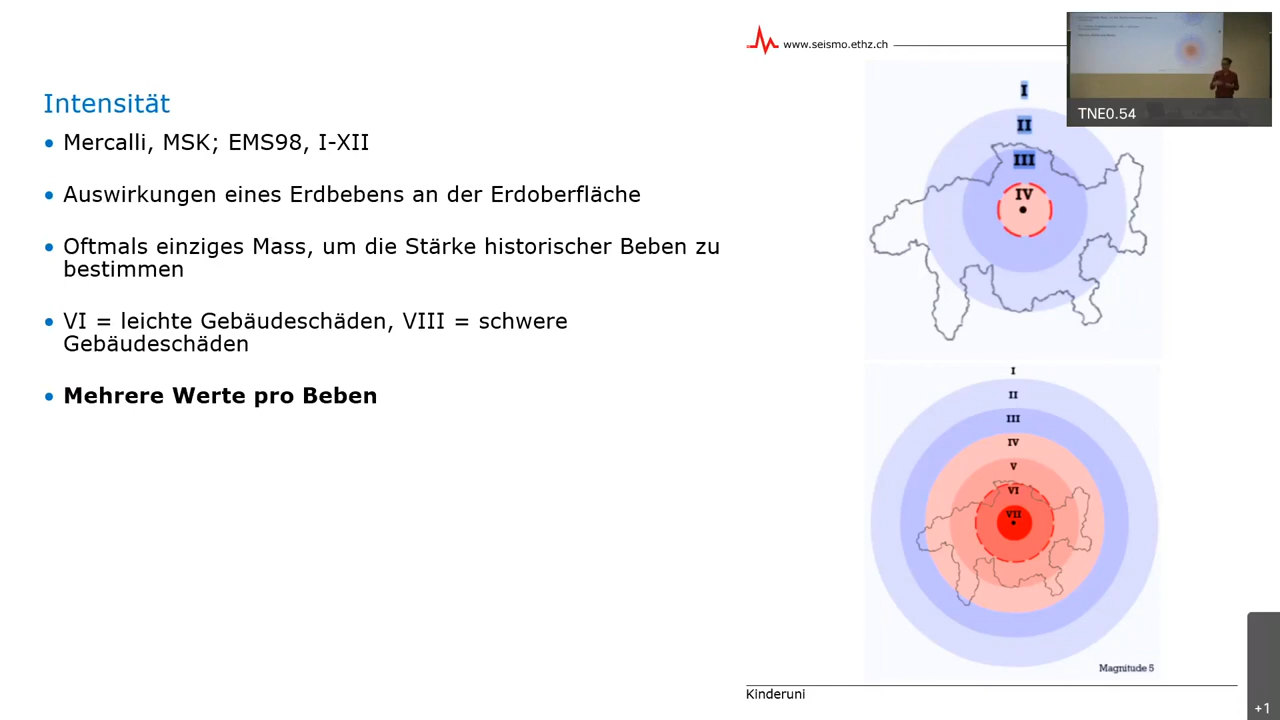 www.seismo.ethz.ch
TNE0.54
Intensität
• Mercalli, MSK; EMS98, I-XII
• Auswirkungen eines Erdbebens an der Erdoberfläche
• Oftmals einziges Mass, um die Stärke historischer Beben zu
bestimmen
• VI = leichte Gebäudeschäden, VIII = schwere
Gebäudeschäden
• Mehrere Werte pro Beben
I
II
III
IV
I
II
III
IV
V
VI
VII
Magnitude 5
Kinderuni
+1